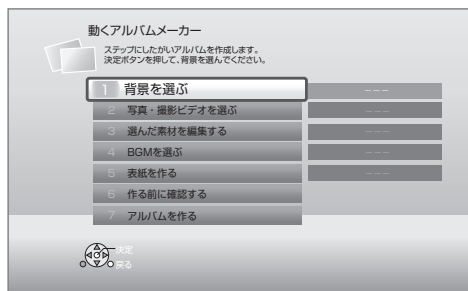 動くアルバムメーカー
ステップにしたがいアルバムを作成します。
決定ボタンを押して、背景を選んでください。
1 背景を選ぶ ---
2 写真・撮影ビデオを選ぶ ---
3 選んだ素材を編集する ---
4 BGMを選ぶ ---
5 表紙を作る ---
6 作る前に確認する
7 アルバムを作る
決定
戻る